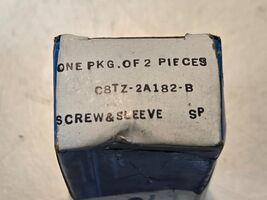 ONE PKG. OF 2 PIECES
C8TZ-2A182-B
SCREW & SLEEVE SP